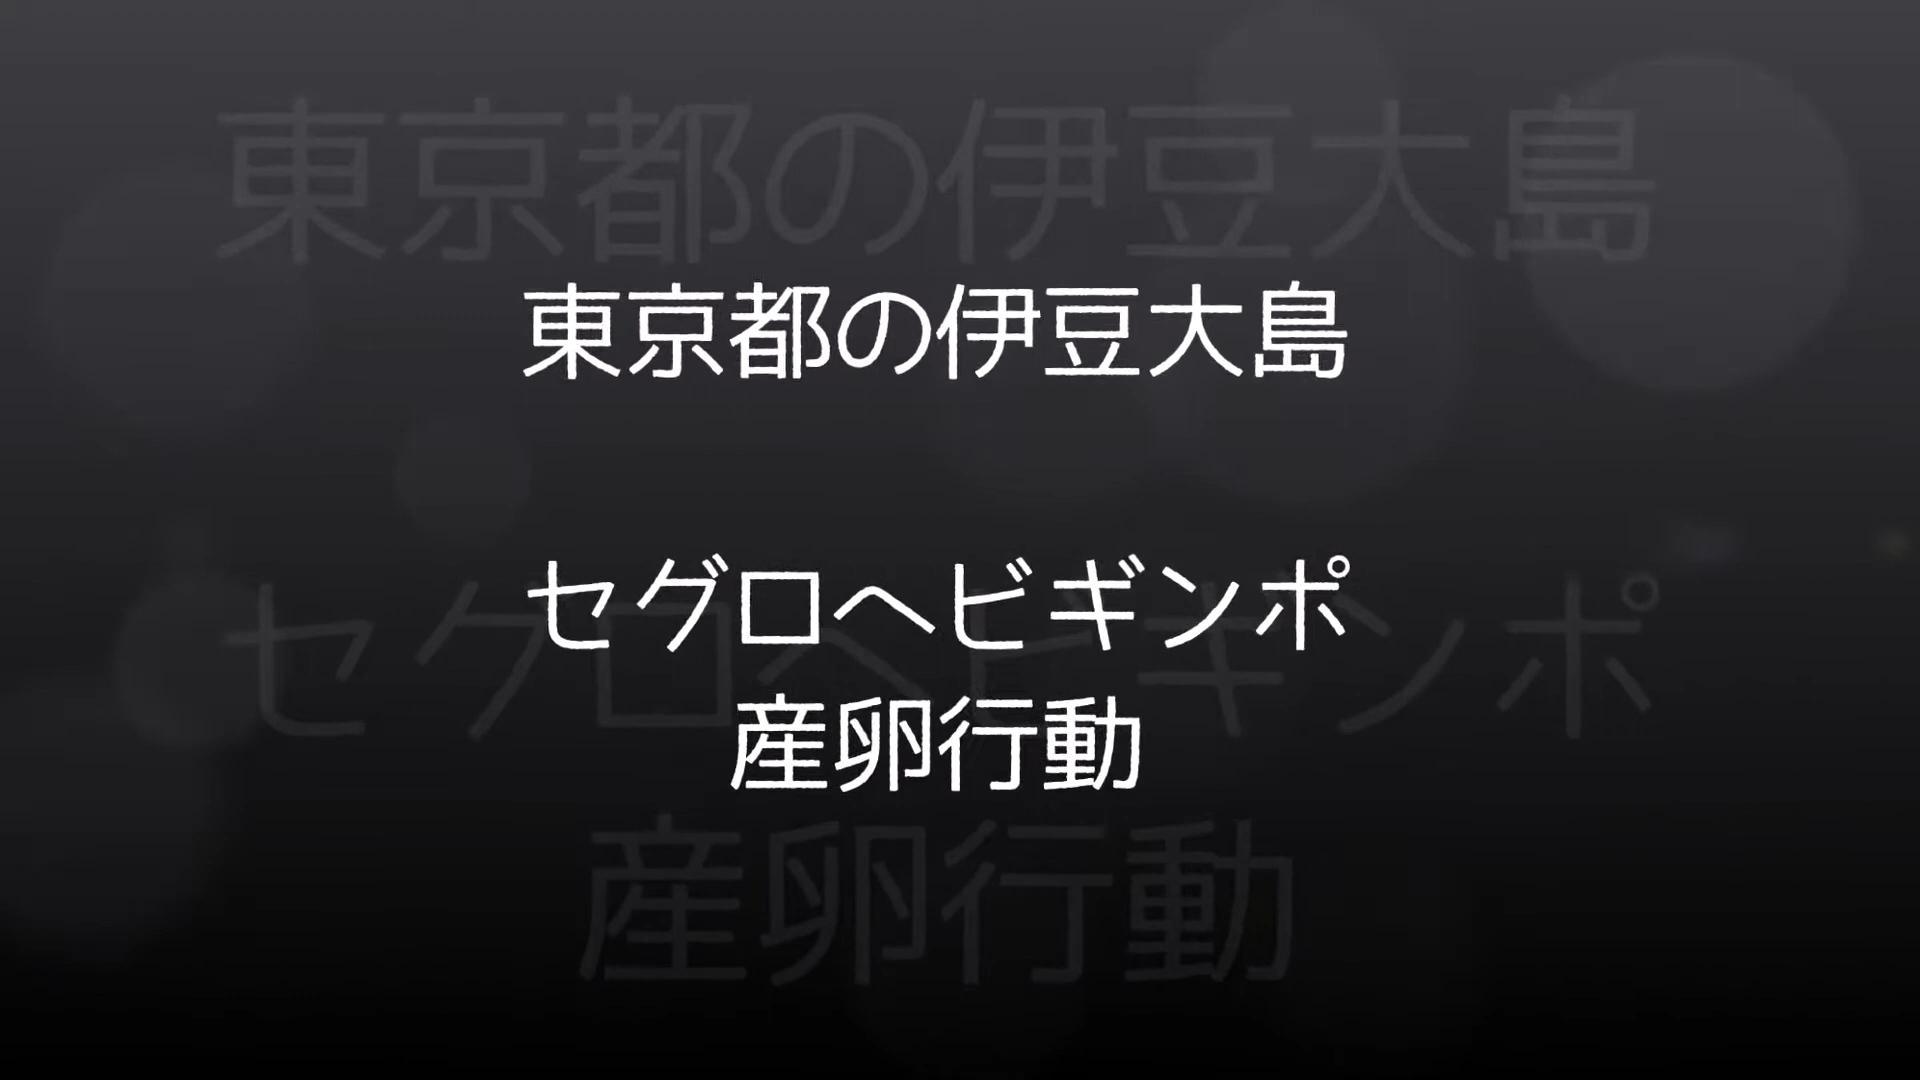 東京都の伊豆大島
セグロヘビギンポ
産卵行動